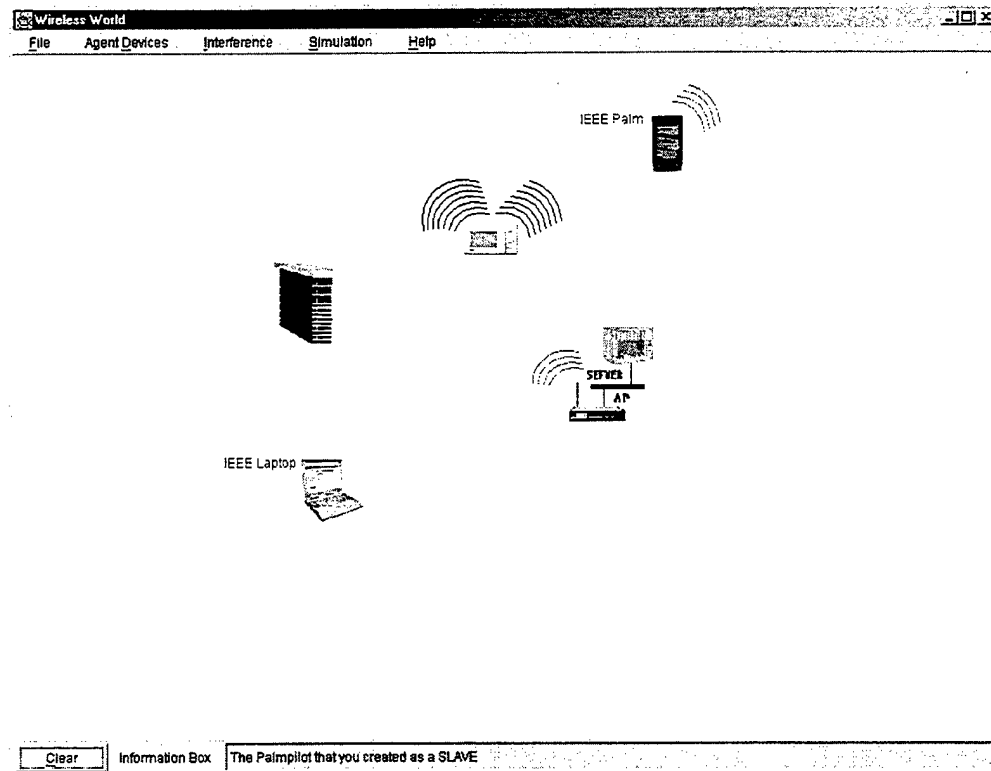 Wireless World
File Agent Devices Interference Simulation Help
IEEE Palm
SERVER
AP
IEEE Laptop
Clear Information Box The Palmpilot that you created as a SLAVE